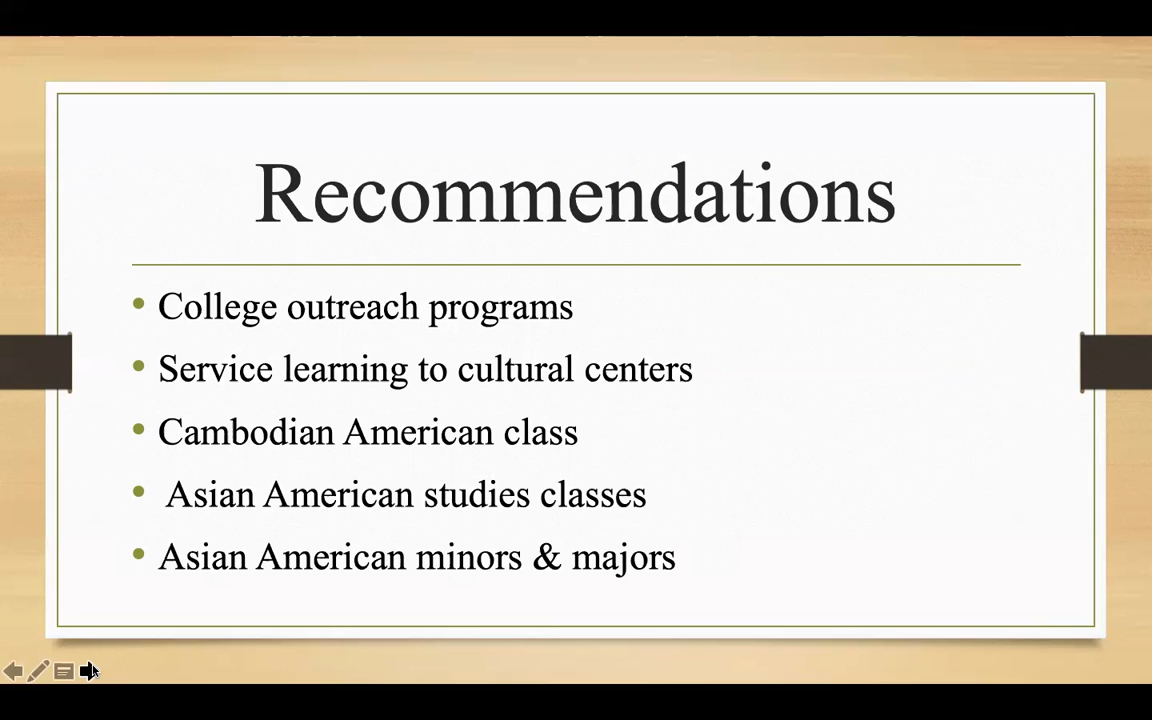 Recommendations
• College outreach programs
• Service learning to cultural centers
• Cambodian American class
• Asian American studies classes
• Asian American minors & majors